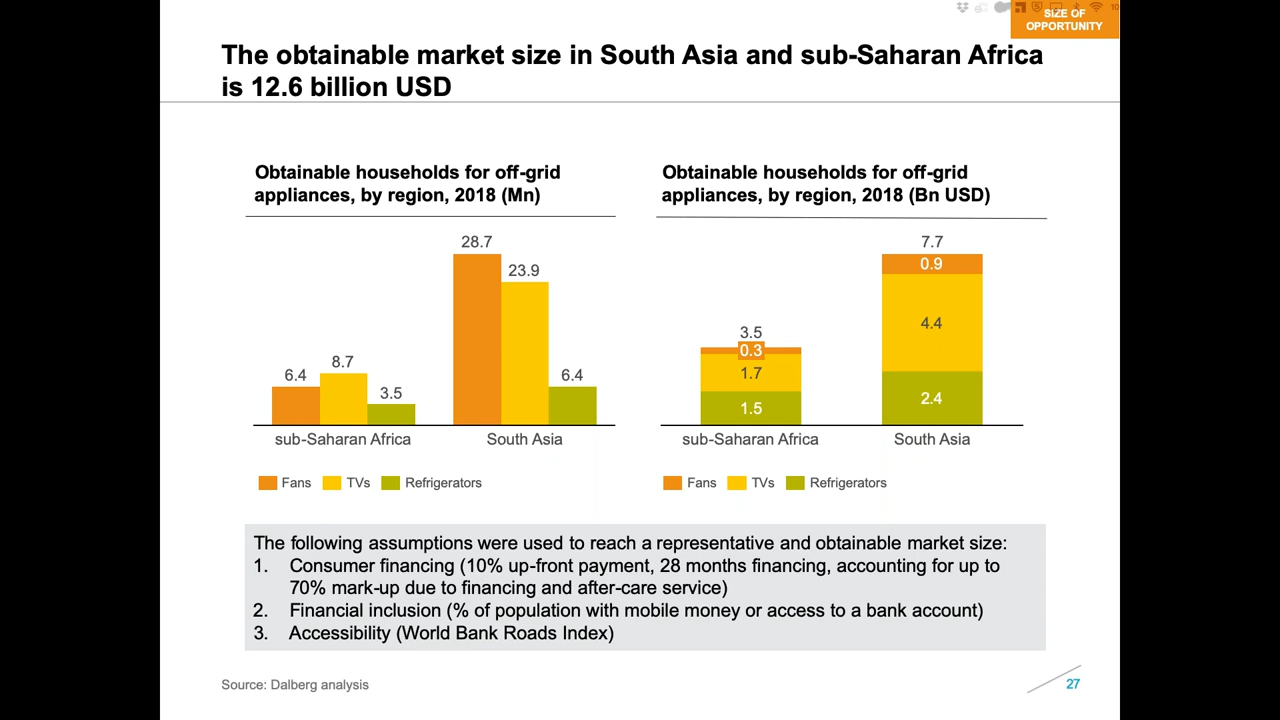 SIZE OF
OPPORTUNITY
The obtainable market size in South Asia and sub-Saharan Africa
is 12.6 billion USD
Obtainable households for off-grid
appliances, by region, 2018 (Mn)
28.7
23.9
8.7
6.4
3.5
6.4
sub-Saharan Africa
South Asia
Fans
TVs
Refrigerators
Obtainable households for off-grid
appliances, by region, 2018 (Bn USD)
7.7
0.9
4.4
2.4
3.5
0.3
1.7
1.5
sub-Saharan Africa
South Asia
Fans
TVs
Refrigerators
The following assumptions were used to reach a representative and obtainable market size:
1. Consumer financing (10% up-front payment, 28 months financing, accounting for up to
70% mark-up due to financing and after-care service)
2. Financial inclusion (% of population with mobile money or access to a bank account)
3. Accessibility (World Bank Roads Index)
Source: Dalberg analysis
27